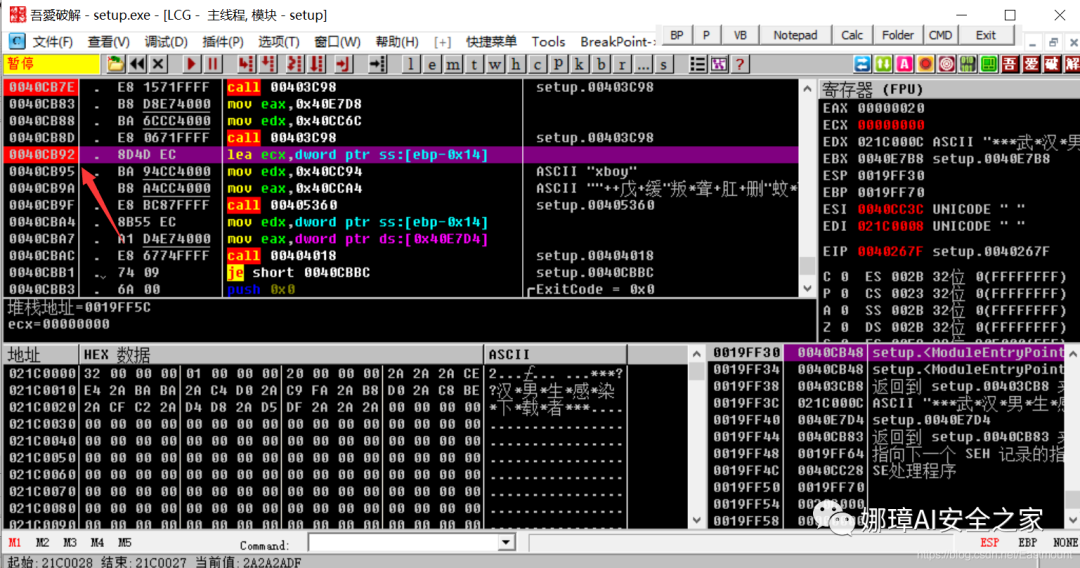 吾愛破解 - setup.exe - [LCG - 主线程, 模块 - setup]
文件(F) 查看(V) 调试(D) 插件(P) 选项(T) 窗口(W) 帮助(H) [+] 快捷菜单 Tools BreakPoint-> BP P VB Notepad Calc Folder CMD Exit
暂停 l e m t w h c P k b r ... s ? 吾 爱 破 解
0040CB7E . E8 1571FFFF call 00403C98 setup.00403C98
0040CB83 . B8 D8E74000 mov eax,0x40E7D8
0040CB88 . BA 6CCC4000 mov edx,0x40CC6C
0040CB8D . E8 0671FFFF call 00403C98 setup.00403C98
0040CB92 . 8D4D EC lea ecx,dword ptr ss:[ebp-0x14]
0040CB95 . BA 94CC4000 mov edx,0x40CC94 ASCII "xboy"
0040CB9A . B8 A4CC4000 mov eax,0x40CCA4 ASCII ""++戊+缓"叛*聋+肛+删"蚊*
0040CB9F . E8 BC87FFFF call 00405360 setup.00405360
0040CBA4 . 8B55 EC mov edx,dword ptr ss:[ebp-0x14]
0040CBA7 . A1 D4E74000 mov eax,dword ptr ds:[0x40E7D4]
0040CBAC . E8 6774FFFF call 00404018 setup.00404018
0040CBB1 . 74 09 je short 0040CBBC setup.0040CBBC
0040CBB3 . 6A 00 push 0x0 ExitCode = 0x0
堆栈地址=0019FF5C
ecx=00000000
寄存器 (FPU)
EAX 00000020
ECX 00000000
EDX 021C000C ASCII "***武*汉*男
EBX 0040E7B8 setup.0040E7B8
ESP 0019FF30
EBP 0019FF70
ESI 0040CC3C UNICODE " "
EDI 021C0008 UNICODE " "
EIP 0040267F setup.0040267F
C 0 ES 002B 32位 0(FFFFFFFF)
P 0 CS 0023 32位 0(FFFFFFFF)
A 0 SS 002B 32位 0(FFFFFFFF)
Z 0 DS 002B 32位 0(FFFFFFFF)
地址 HEX 数据 ASCII
021C0000 32 00 00 00 01 00 00 00 20 00 00 00 2A 2A 2A CE 2... ...***?
021C0010 E4 2A BA BA 2A C4 D0 2A C9 FA 2A B8 D0 2A C8 BE ?汉*男*生*感*染
021C0020 2A CF C2 2A D4 D8 2A D5 DF 2A 2A 2A 00 00 00 00 *下*载*者***....
021C0030 00 00 00 00 00 00 00 00 00 00 00 00 00 00 00 00 ................
021C0040 00 00 00 00 00 00 00 00 00 00 00 00 00 00 00 00 ................
021C0050 00 00 00 00 00 00 00 00 00 00 00 00 00 00 00 00 ................
021C0060 00 00 00 00 00 00 00 00 00 00 00 00 00 00 00 00 ................
021C0070 00 00 00 00 00 00 00 00 00 00 00 00 00 00 00 00 ................
021C0080 00 00 00 00 00 00 00 00 00 00 00 00 00 00 00 00 ................
021C0090 00 00 00 00 00 00 00 00 00 00 00 00 00 00 00 00 ................
0019FF30 0040CB48 setup.<ModuleEntryPoint
0019FF34 0040CB48 setup.<ModuleEntryPoint
0019FF38 00403CB8 返回到 setup.00403CB8
0019FF3C 021C000C ASCII "***武*汉*男*生*感
0019FF40 0040E7D4 setup.0040E7D4
0019FF44 0040CB83 返回到 setup.0040CB83
0019FF48 0019FF64 指向下一个 SEH 记录的指
0019FF4C 0040CC28 SE处理程序
0019FF50 0019FF70
0019FF54
0019FF58
娜璋AI安全之家
M1 M2 M3 M4 M5 Command: ESP EBP NONE
https://blog.csdn.net/Eastmount
起始:21C0028 结束:21C0027 当前值:2A2A2ADF